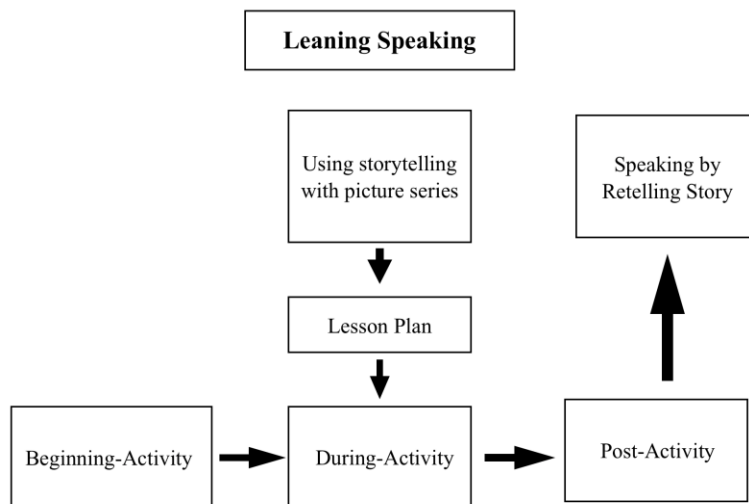 Leaning Speaking
Using storytelling
with picture series
Speaking by
Retelling Story
Lesson Plan
Beginning-Activity
During-Activity
Post-Activity